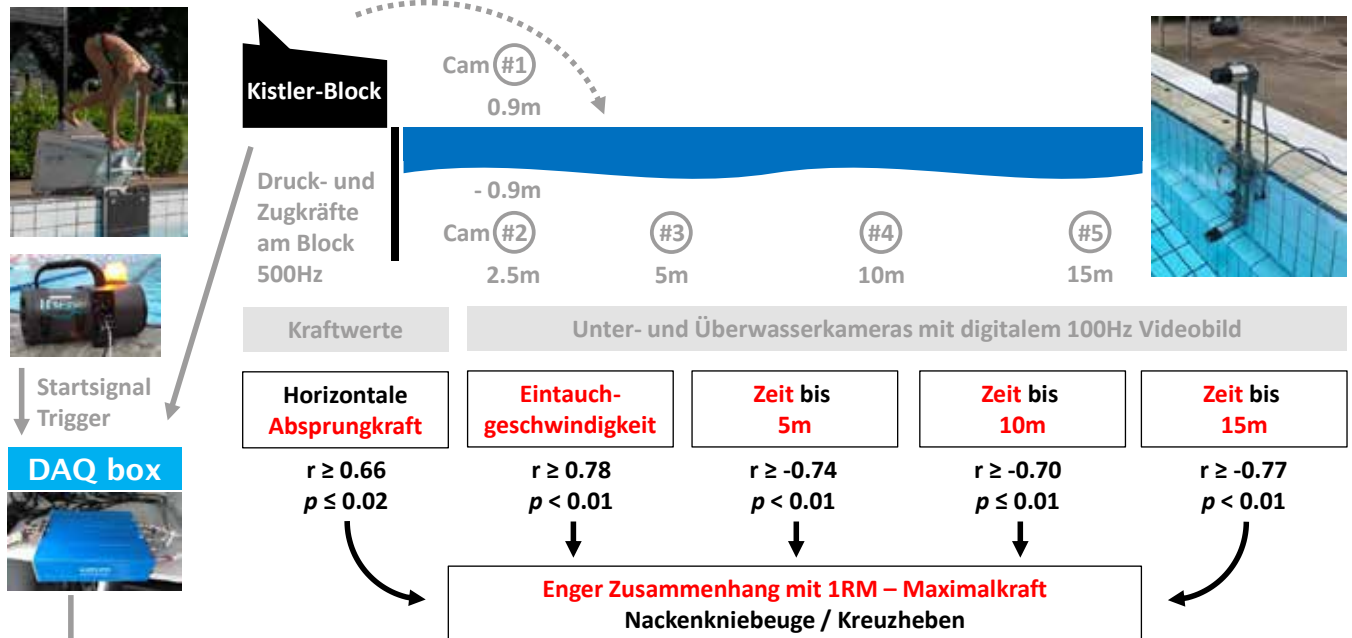 Kistler-Block
Cam #1
0.9m
Druck- und
Zugkräfte
am Block
500Hz
- 0.9m
Cam #2
#3
#4
#5
2.5m
5m
10m
15m
Kraftwerte
Unter- und Überwasserkameras mit digitalem 100Hz Videobild
Startsignal
Trigger
DAQ box
Horizontale
Absprungkraft
Eintauch-
geschwindigkeit
Zeit bis
5m
Zeit bis
10m
Zeit bis
15m
r ≥ 0.66
p ≤ 0.02
r ≥ 0.78
p < 0.01
r ≥ -0.74
p < 0.01
r ≥ -0.70
p ≤ 0.01
r ≥ -0.77
p < 0.01
Enger Zusammenhang mit 1RM – Maximalkraft
Nackenkniebeuge / Kreuzheben